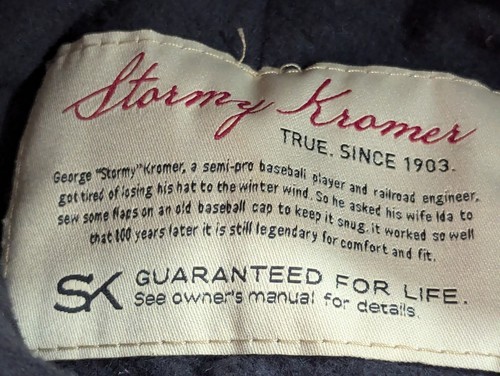 Stormy Kromer
TRUE. SINCE 1903.
George "Stormy" Kromer, a semi-pro baseball player and railroad engineer,
got tired of losing his hat to the winter wind. So he asked his wife Ida to
sew some flaps on an old baseball cap to keep it snug. it worked so well
that 100 years later it is still legendary for comfort and fit.
SK GUARANTEED FOR LIFE.
See owner's manual for details.